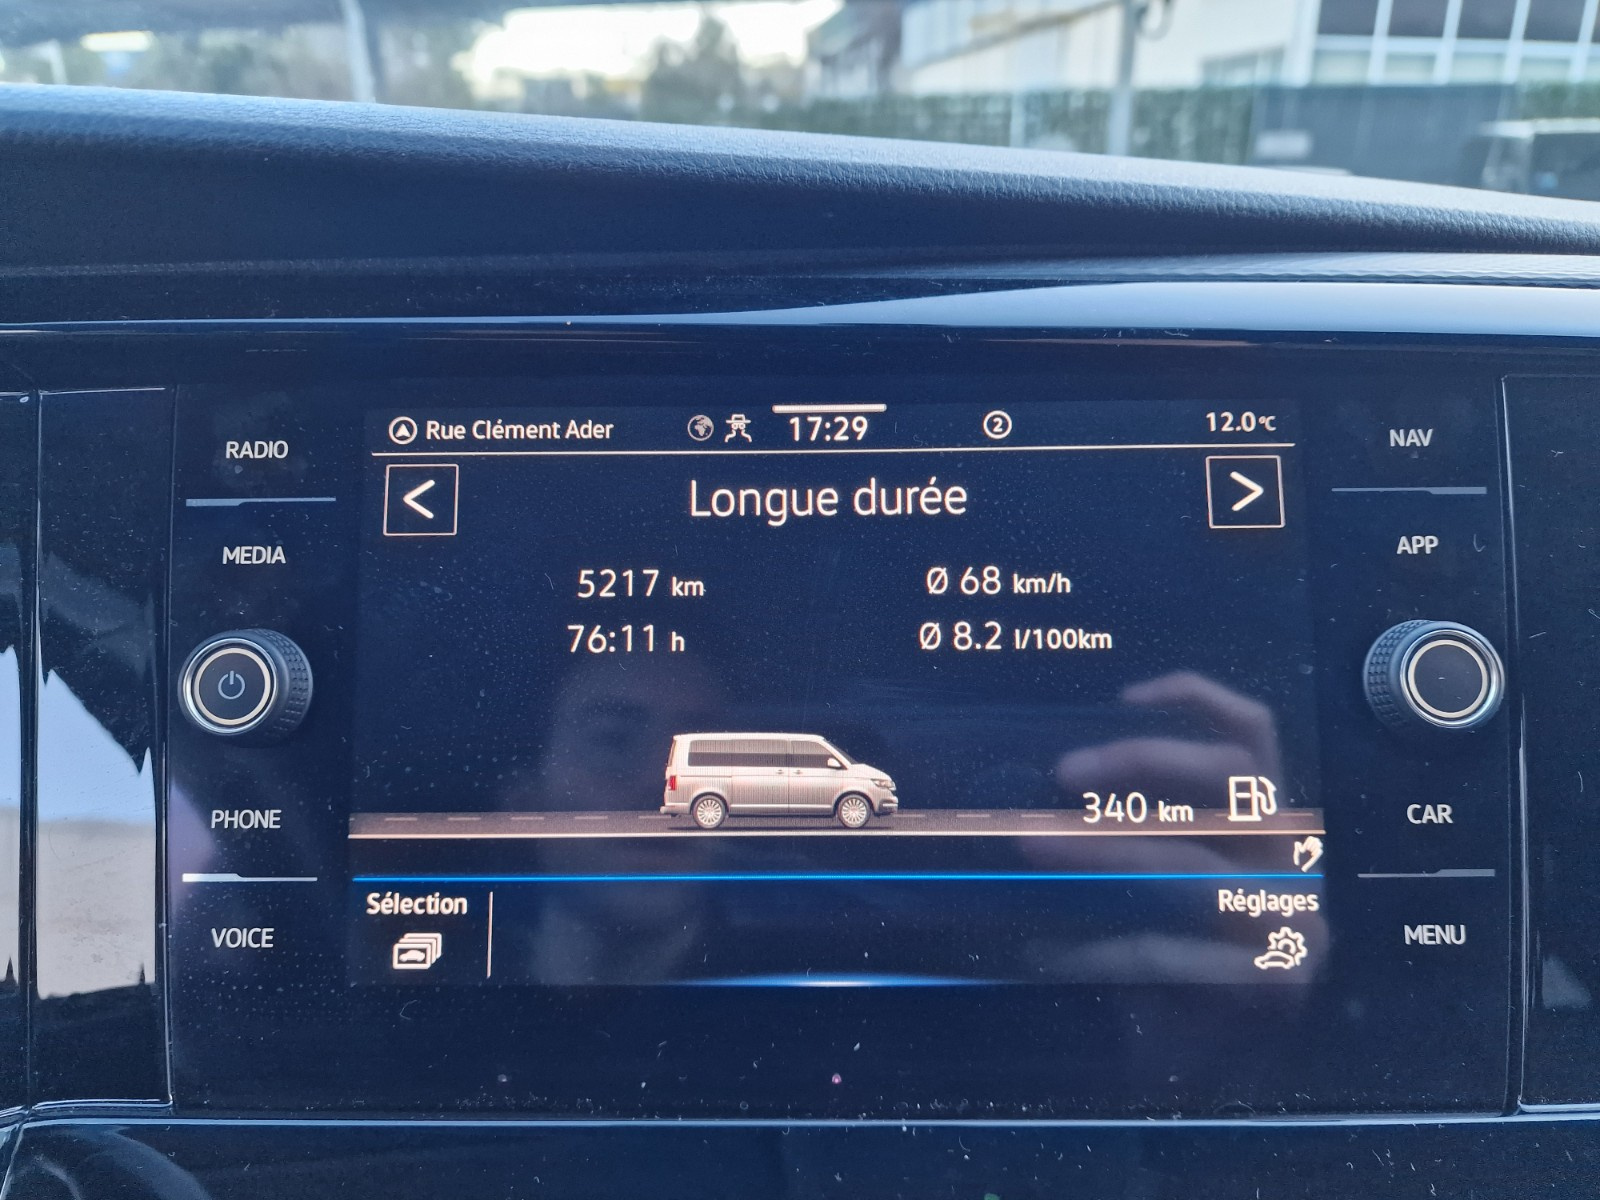 RADIO
MEDIA
PHONE
VOICE
Rue Clément Ader 17:29 2 12.0°C
< Longue durée >
5217 km Ø 68 km/h
76:11 h Ø 8.2 l/100km
340 km
Sélection Réglages
NAV
APP
CAR
MENU